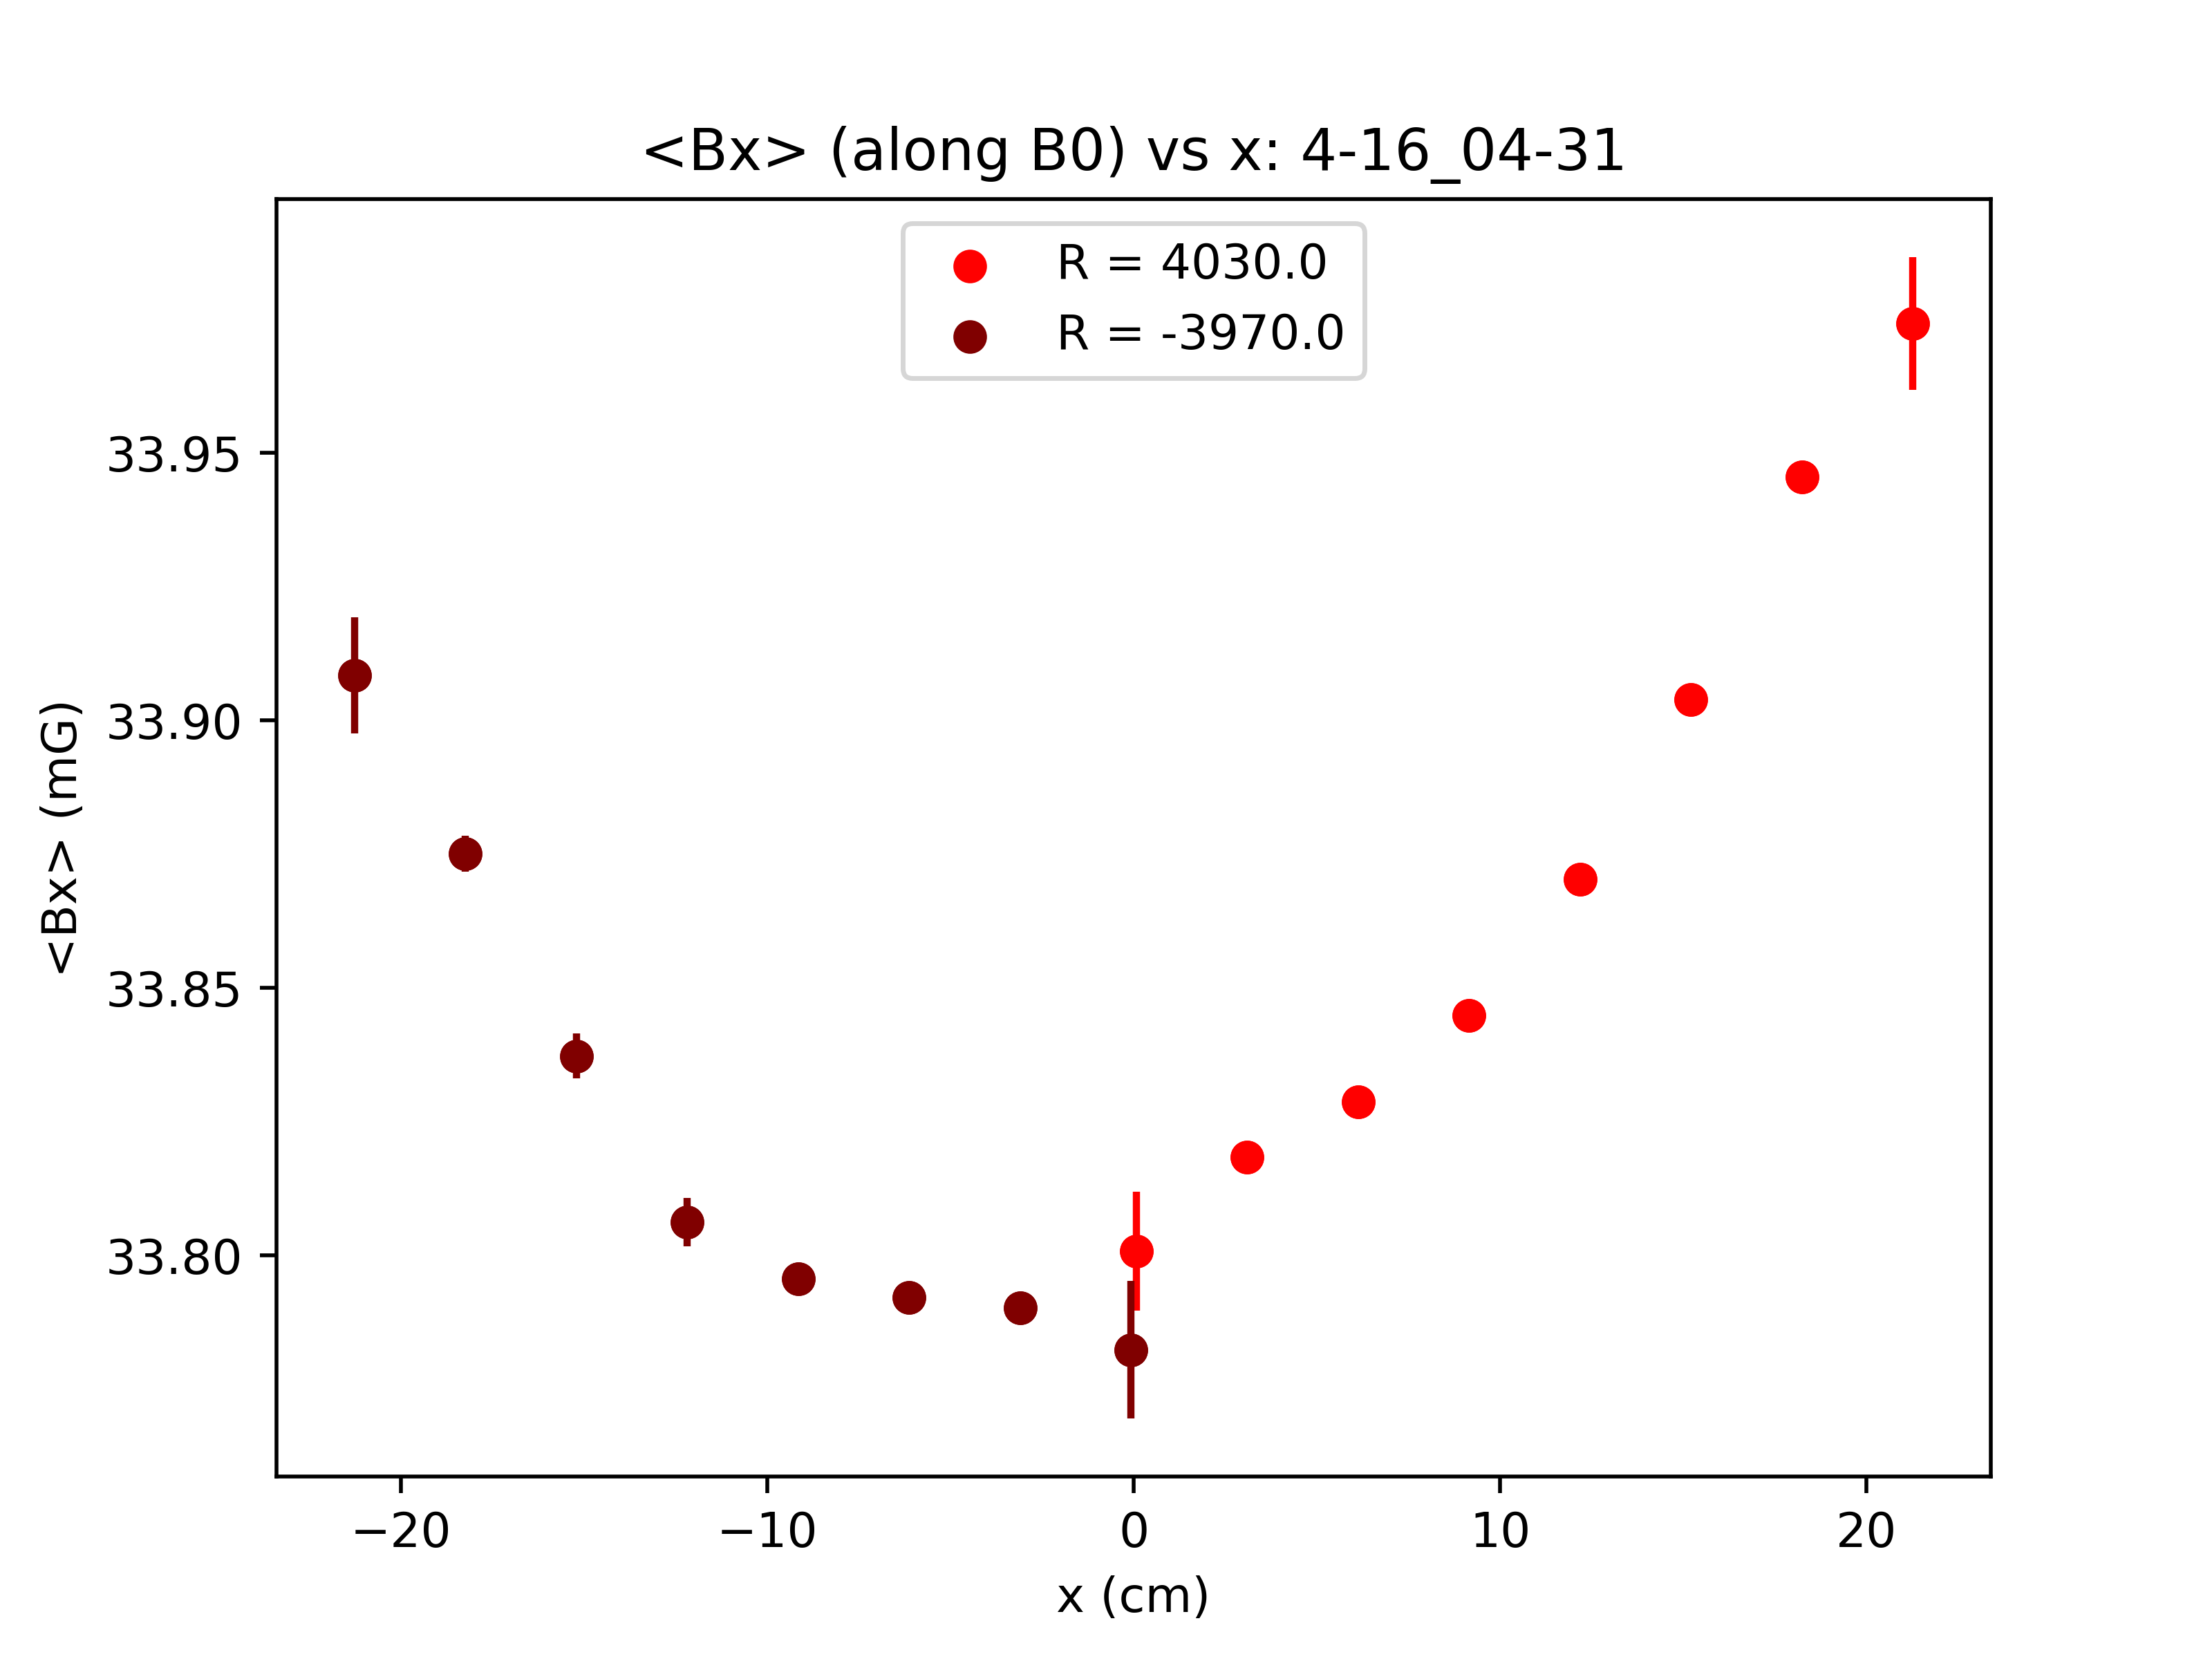 <Bx> (along B0) vs x: 4-16_04-31
R = 4030.0
R = -3970.0
<Bx> (mG)
33.95
33.90
33.85
33.80
−20 −10 0 10 20
x (cm)